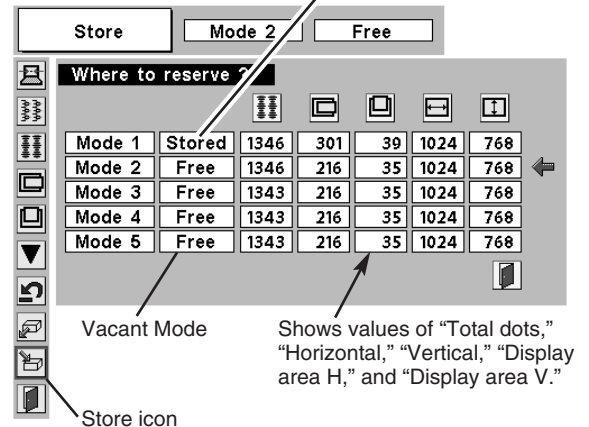 Store Mode 2 Free
Where to reserve ?
Mode 1 Stored 1346 301 39 1024 768
Mode 2 Free 1346 216 35 1024 768
Mode 3 Free 1343 216 35 1024 768
Mode 4 Free 1343 216 35 1024 768
Mode 5 Free 1343 216 35 1024 768
Vacant Mode
Shows values of “Total dots,”
“Horizontal,” “Vertical,” “Display
area H,” and “Display area V.”
Store icon